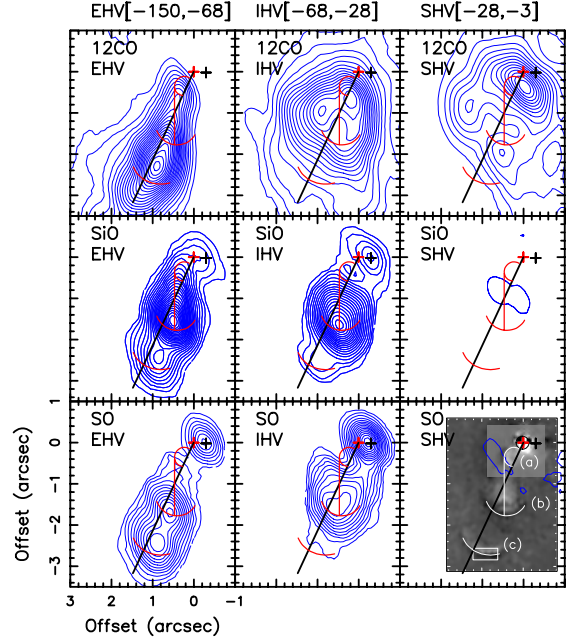 EHV[−150,−68] IHV[−68,−28] SHV[−28,−3]
12CO
EHV
12CO
IHV
12CO
SHV
SiO
EHV
SiO
IHV
SiO
SHV
SO
EHV
SO
IHV
SO
SHV
(a)
(b)
(c)
1
0
−1
−2
−3
Offset (arcsec)
3 2 1 0 −1
Offset (arcsec)